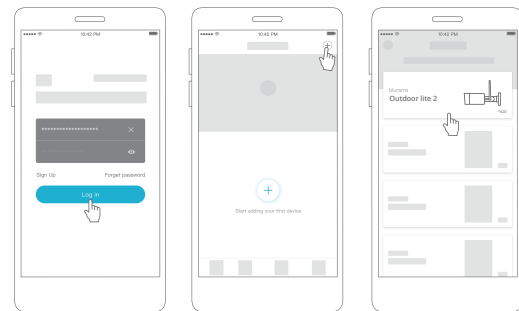 10:42 PM
******************
Sign Up
Forget password
Log in
10:42 PM
Start adding your first device
10:42 PM
Munama
Outdoor lite 2